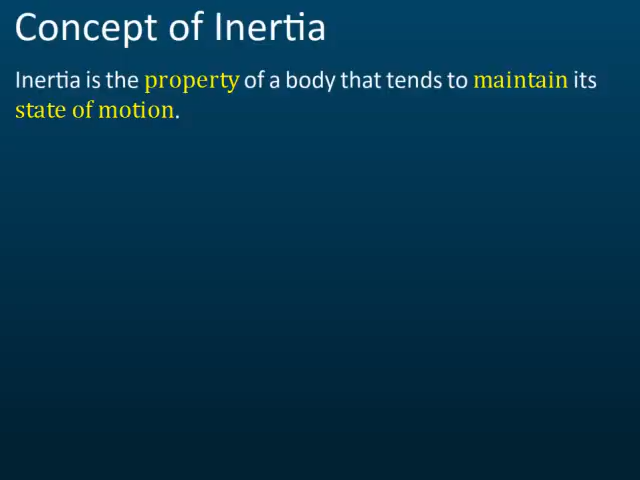 Concept of Inertia
Inertia is the property of a body that tends to maintain its
state of motion.